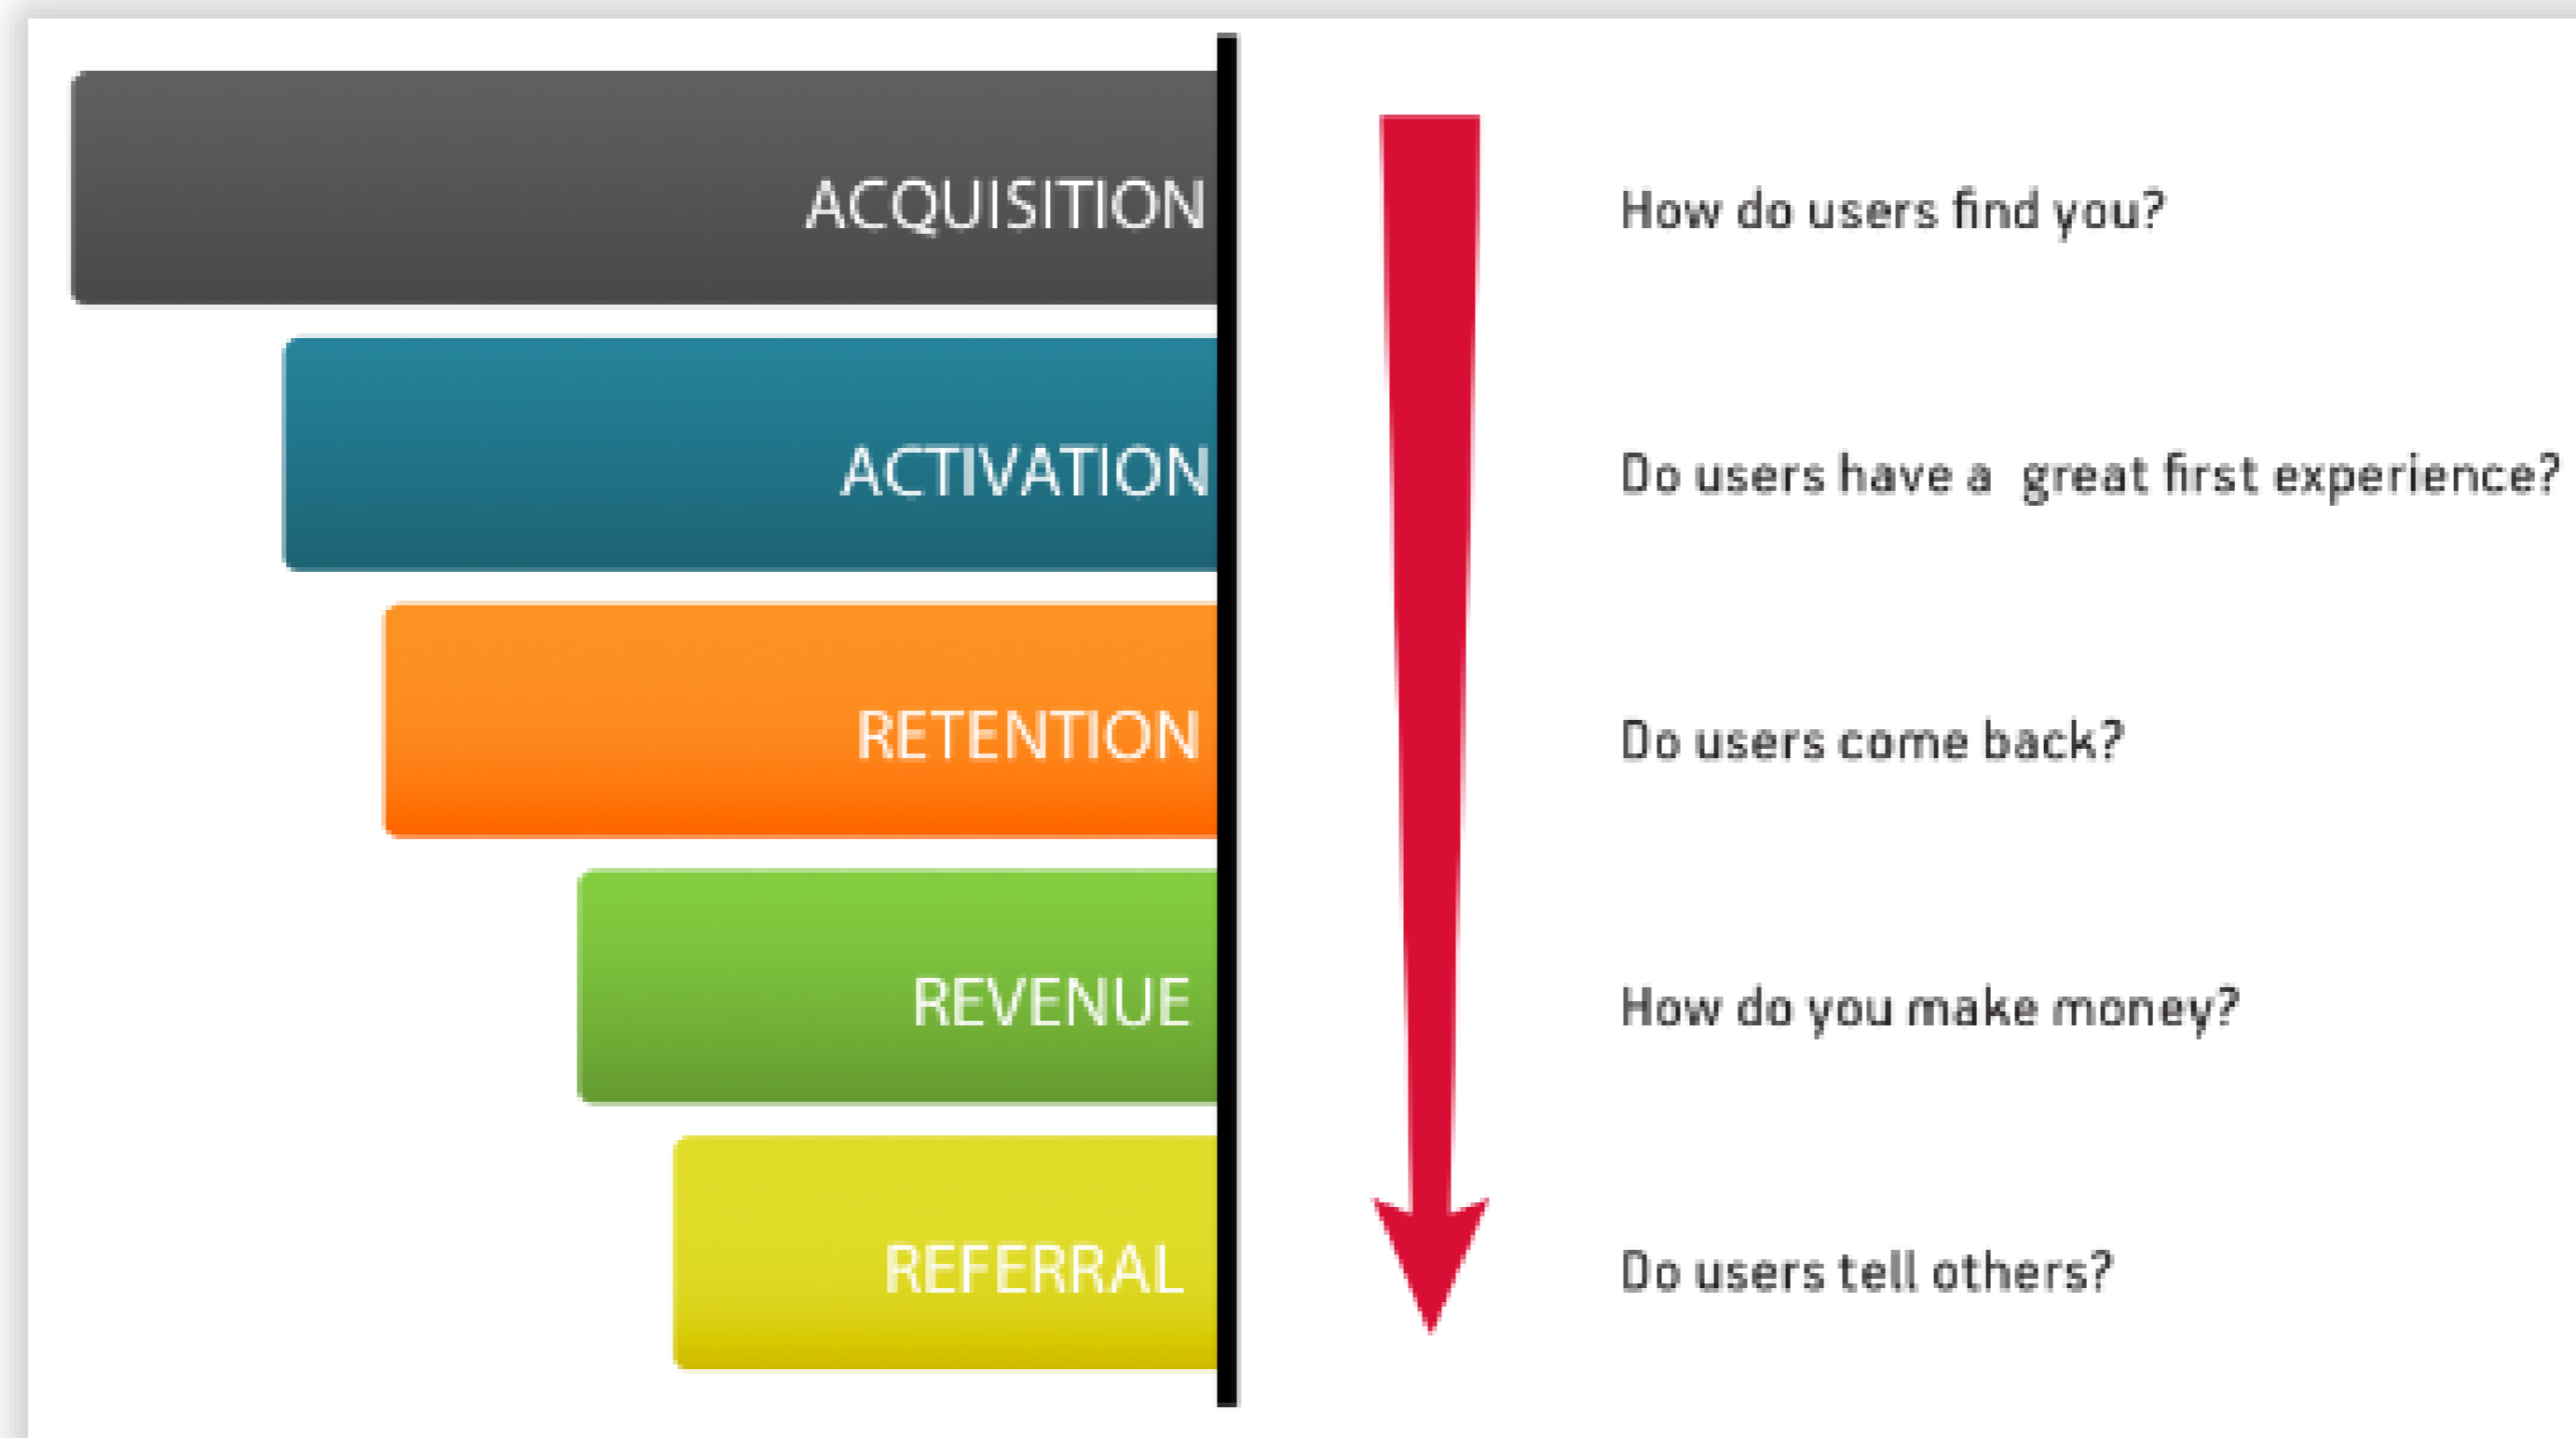 ACQUISITION How do users find you?
ACTIVATION Do users have a great first experience?
RETENTION Do users come back?
REVENUE How do you make money?
REFERRAL Do users tell others?